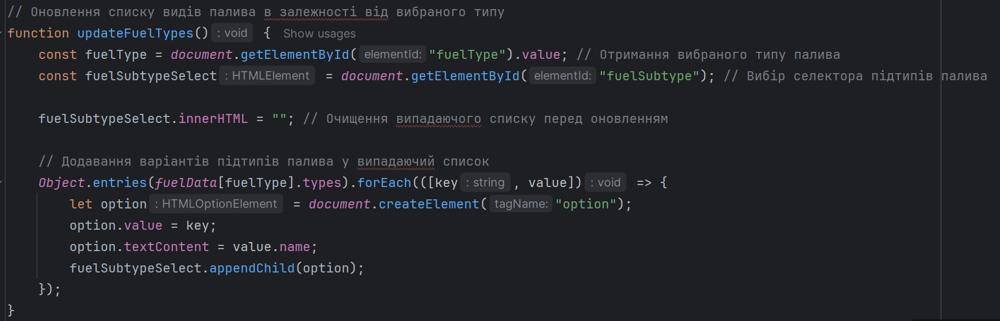 // Оновлення списку видів палива в залежності від вибраного типу
function updateFuelTypes() : void { Show usages
    const fuelType = document.getElementById( elementId: "fuelType").value; // Отримання вибраного типу палива
    const fuelSubtypeSelect : HTMLElement = document.getElementById( elementId: "fuelSubtype"); // Вибір селектора підтипів палива
    fuelSubtypeSelect.innerHTML = ""; // Очищення випадаючого списку перед оновленням
    // Додавання варіантів підтипів палива у випадаючий список
    Object.entries(fuelData[fuelType].types).forEach(([key : string , value]) : void => {
        let option : HTMLOptionElement = document.createElement( tagName: "option");
        option.value = key;
        option.textContent = value.name;
        fuelSubtypeSelect.appendChild(option);
    });
}